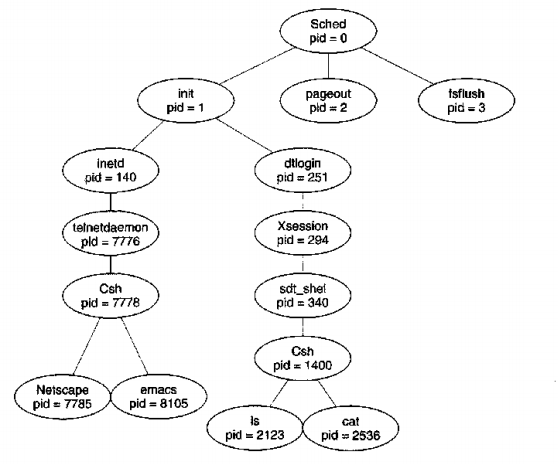 Sched
pid = 0
init
pid = 1
pageout
pid = 2
fsflush
pid = 3
inetd
pid = 140
dtlogin
pid = 251
telnetdaemon
pid = 7776
Xsession
pid = 294
Csh
pid = 7778
sdt_shel
pid = 340
Csh
pid = 1400
Netscape
pid = 7785
emacs
pid = 8105
ls
pid = 2123
cat
pid = 2536